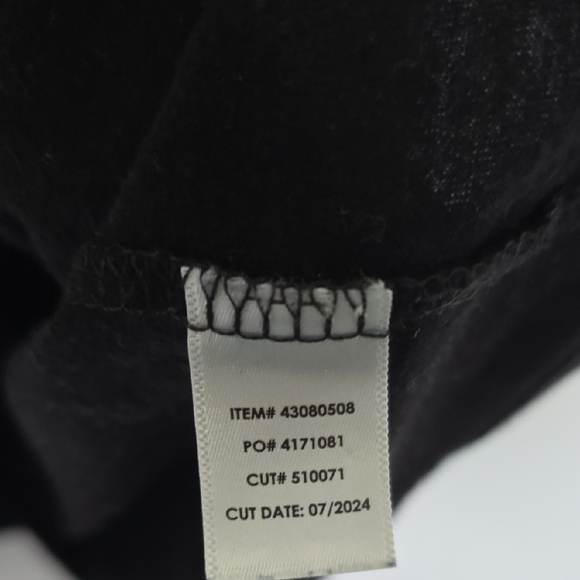 ITEM# 43080508
PO# 4171081
CUT# 510071
CUT DATE: 07/2024